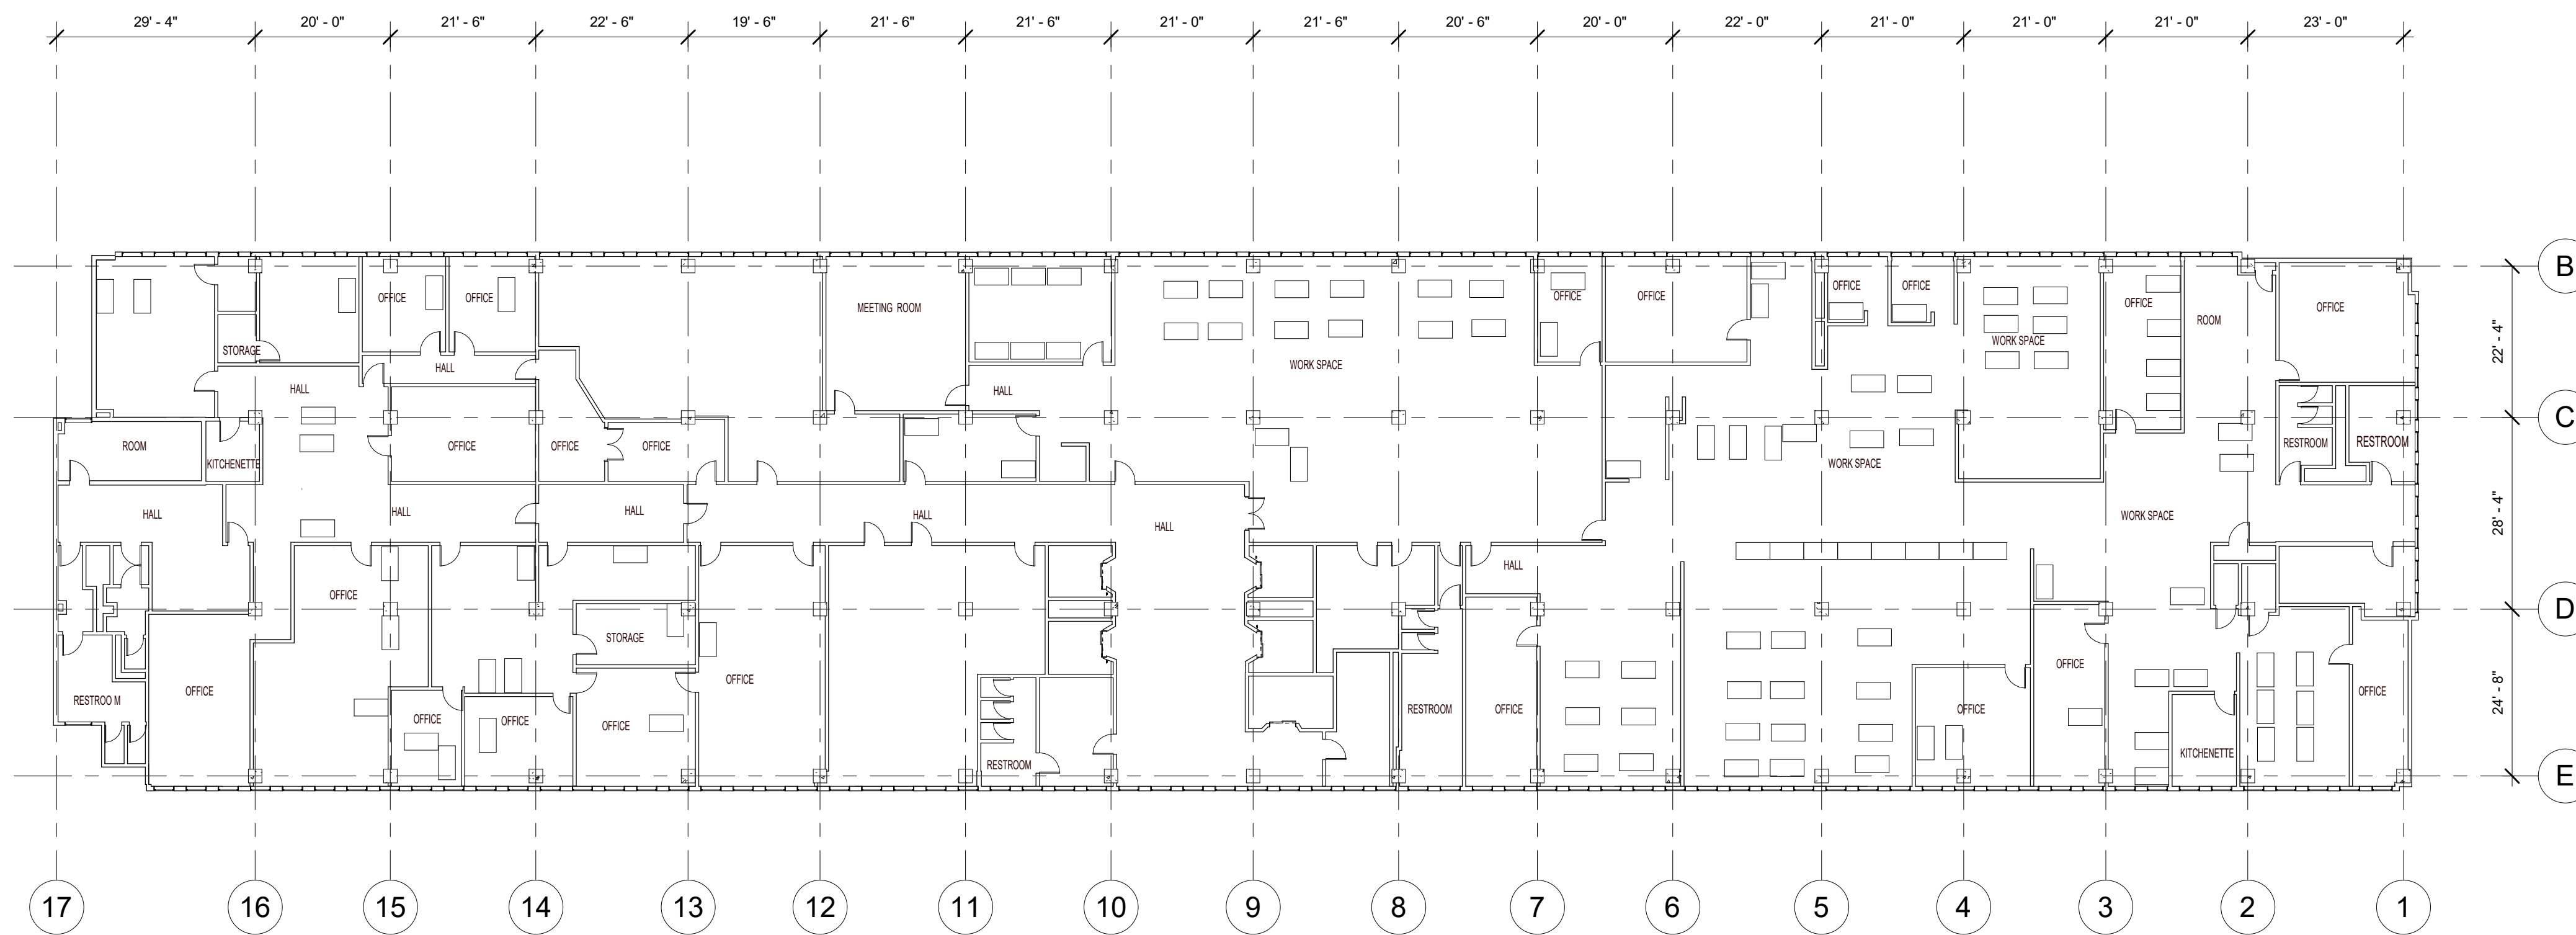 29' - 4" 20' - 0" 21' - 6" 22' - 6" 19' - 6" 21' - 6" 21' - 6" 21' - 0" 21' - 6" 20' - 6" 20' - 0" 22' - 0" 21' - 0" 21' - 0" 21' - 0" 23' - 0"
B
OFFICE OFFICE OFFICE OFFICE OFFICE OFFICE OFFICE OFFICE
MEETING ROOM
ROOM
22' - 4"
STORAGE
WORK SPACE
HALL
WORK SPACE
HALL
HALL
C
ROOM
OFFICE OFFICE OFFICE
RESTROOM RESTROOM
KITCHENETTE
WORK SPACE
HALL HALL HALL HALL HALL
WORK SPACE
28' - 4"
HALL
OFFICE
D
STORAGE
OFFICE
OFFICE
OFFICE
OFFICE
24' - 8"
RESTROO M
RESTROOM
OFFICE
OFFICE
OFFICE
OFFICE
OFFICE
KITCHENETTE
RESTROOM
E
17 16 15 14 13 12 11 10 9 8 7 6 5 4 3 2 1